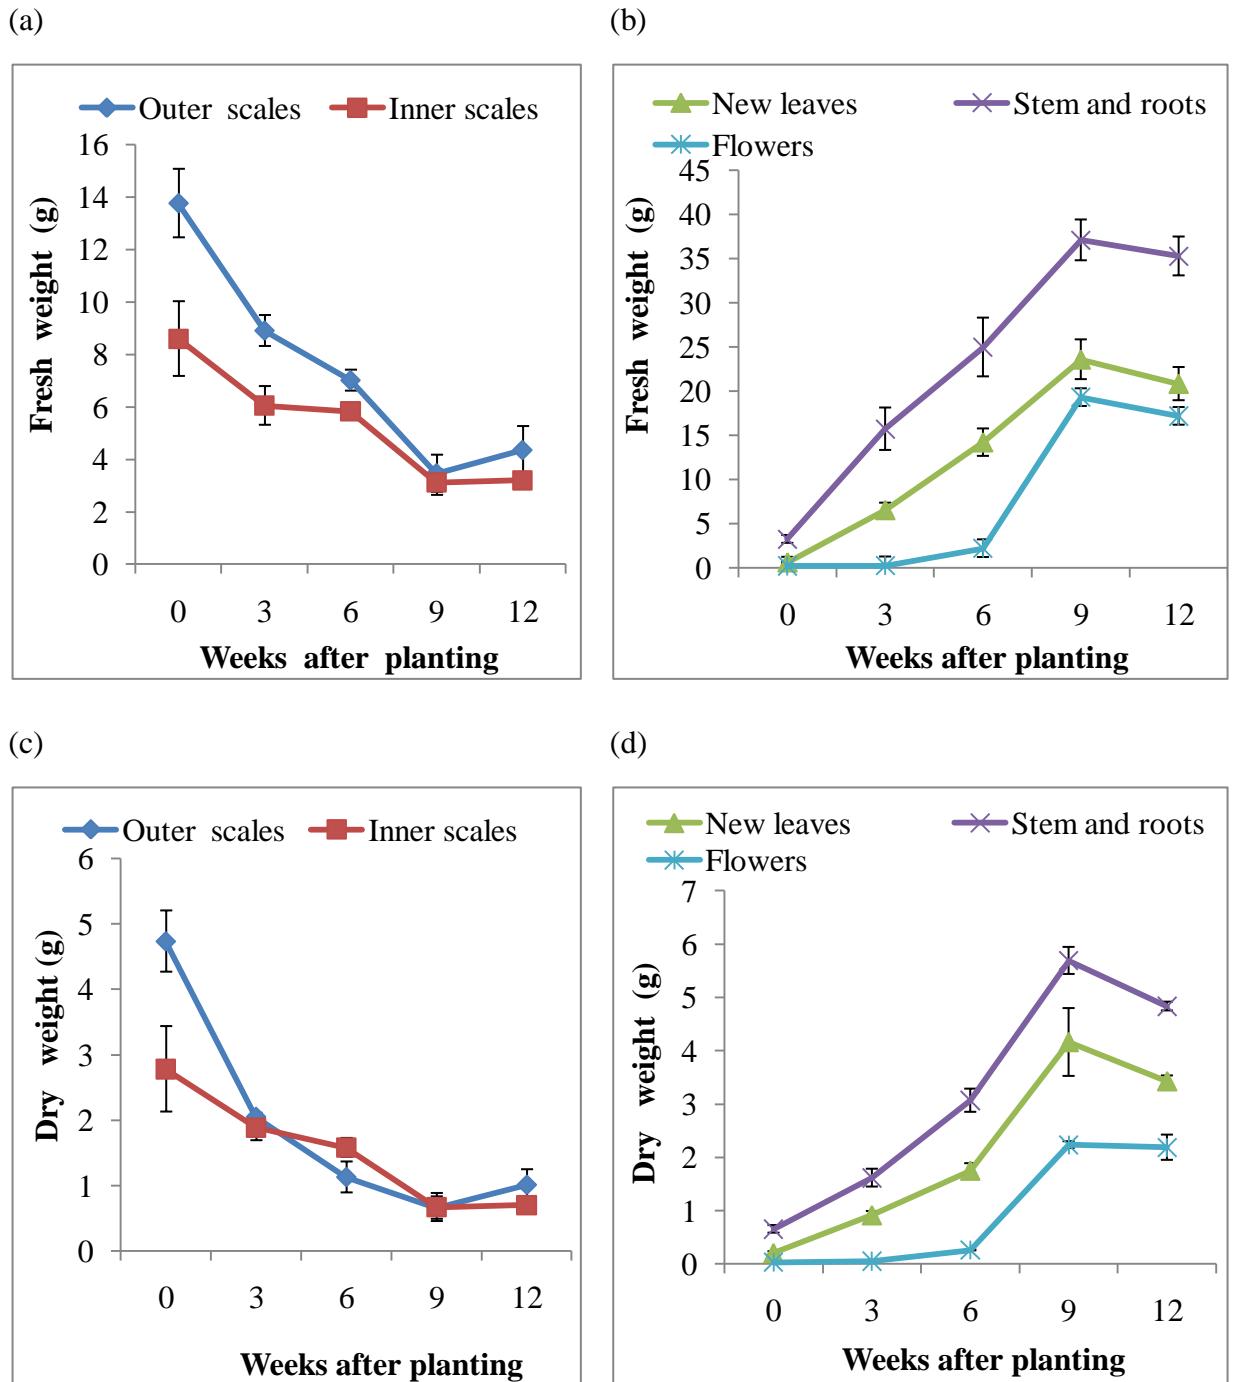 (a)
Outer scales Inner scales
16
14
12
10
8
6
4
2
0
0 3 6 9 12
Fresh weight (g)
Weeks after planting
(b)
New leaves Stem and roots
Flowers
45
40
35
30
25
20
15
10
5
0
0 3 6 9 12
Fresh weight (g)
Weeks after planting
(c)
Outer scales Inner scales
6
5
4
3
2
1
0
0 3 6 9 12
Dry weight (g)
Weeks after planting
(d)
New leaves Stem and roots
Flowers
7
6
5
4
3
2
1
0
0 3 6 9 12
Dry weight (g)
Weeks after planting